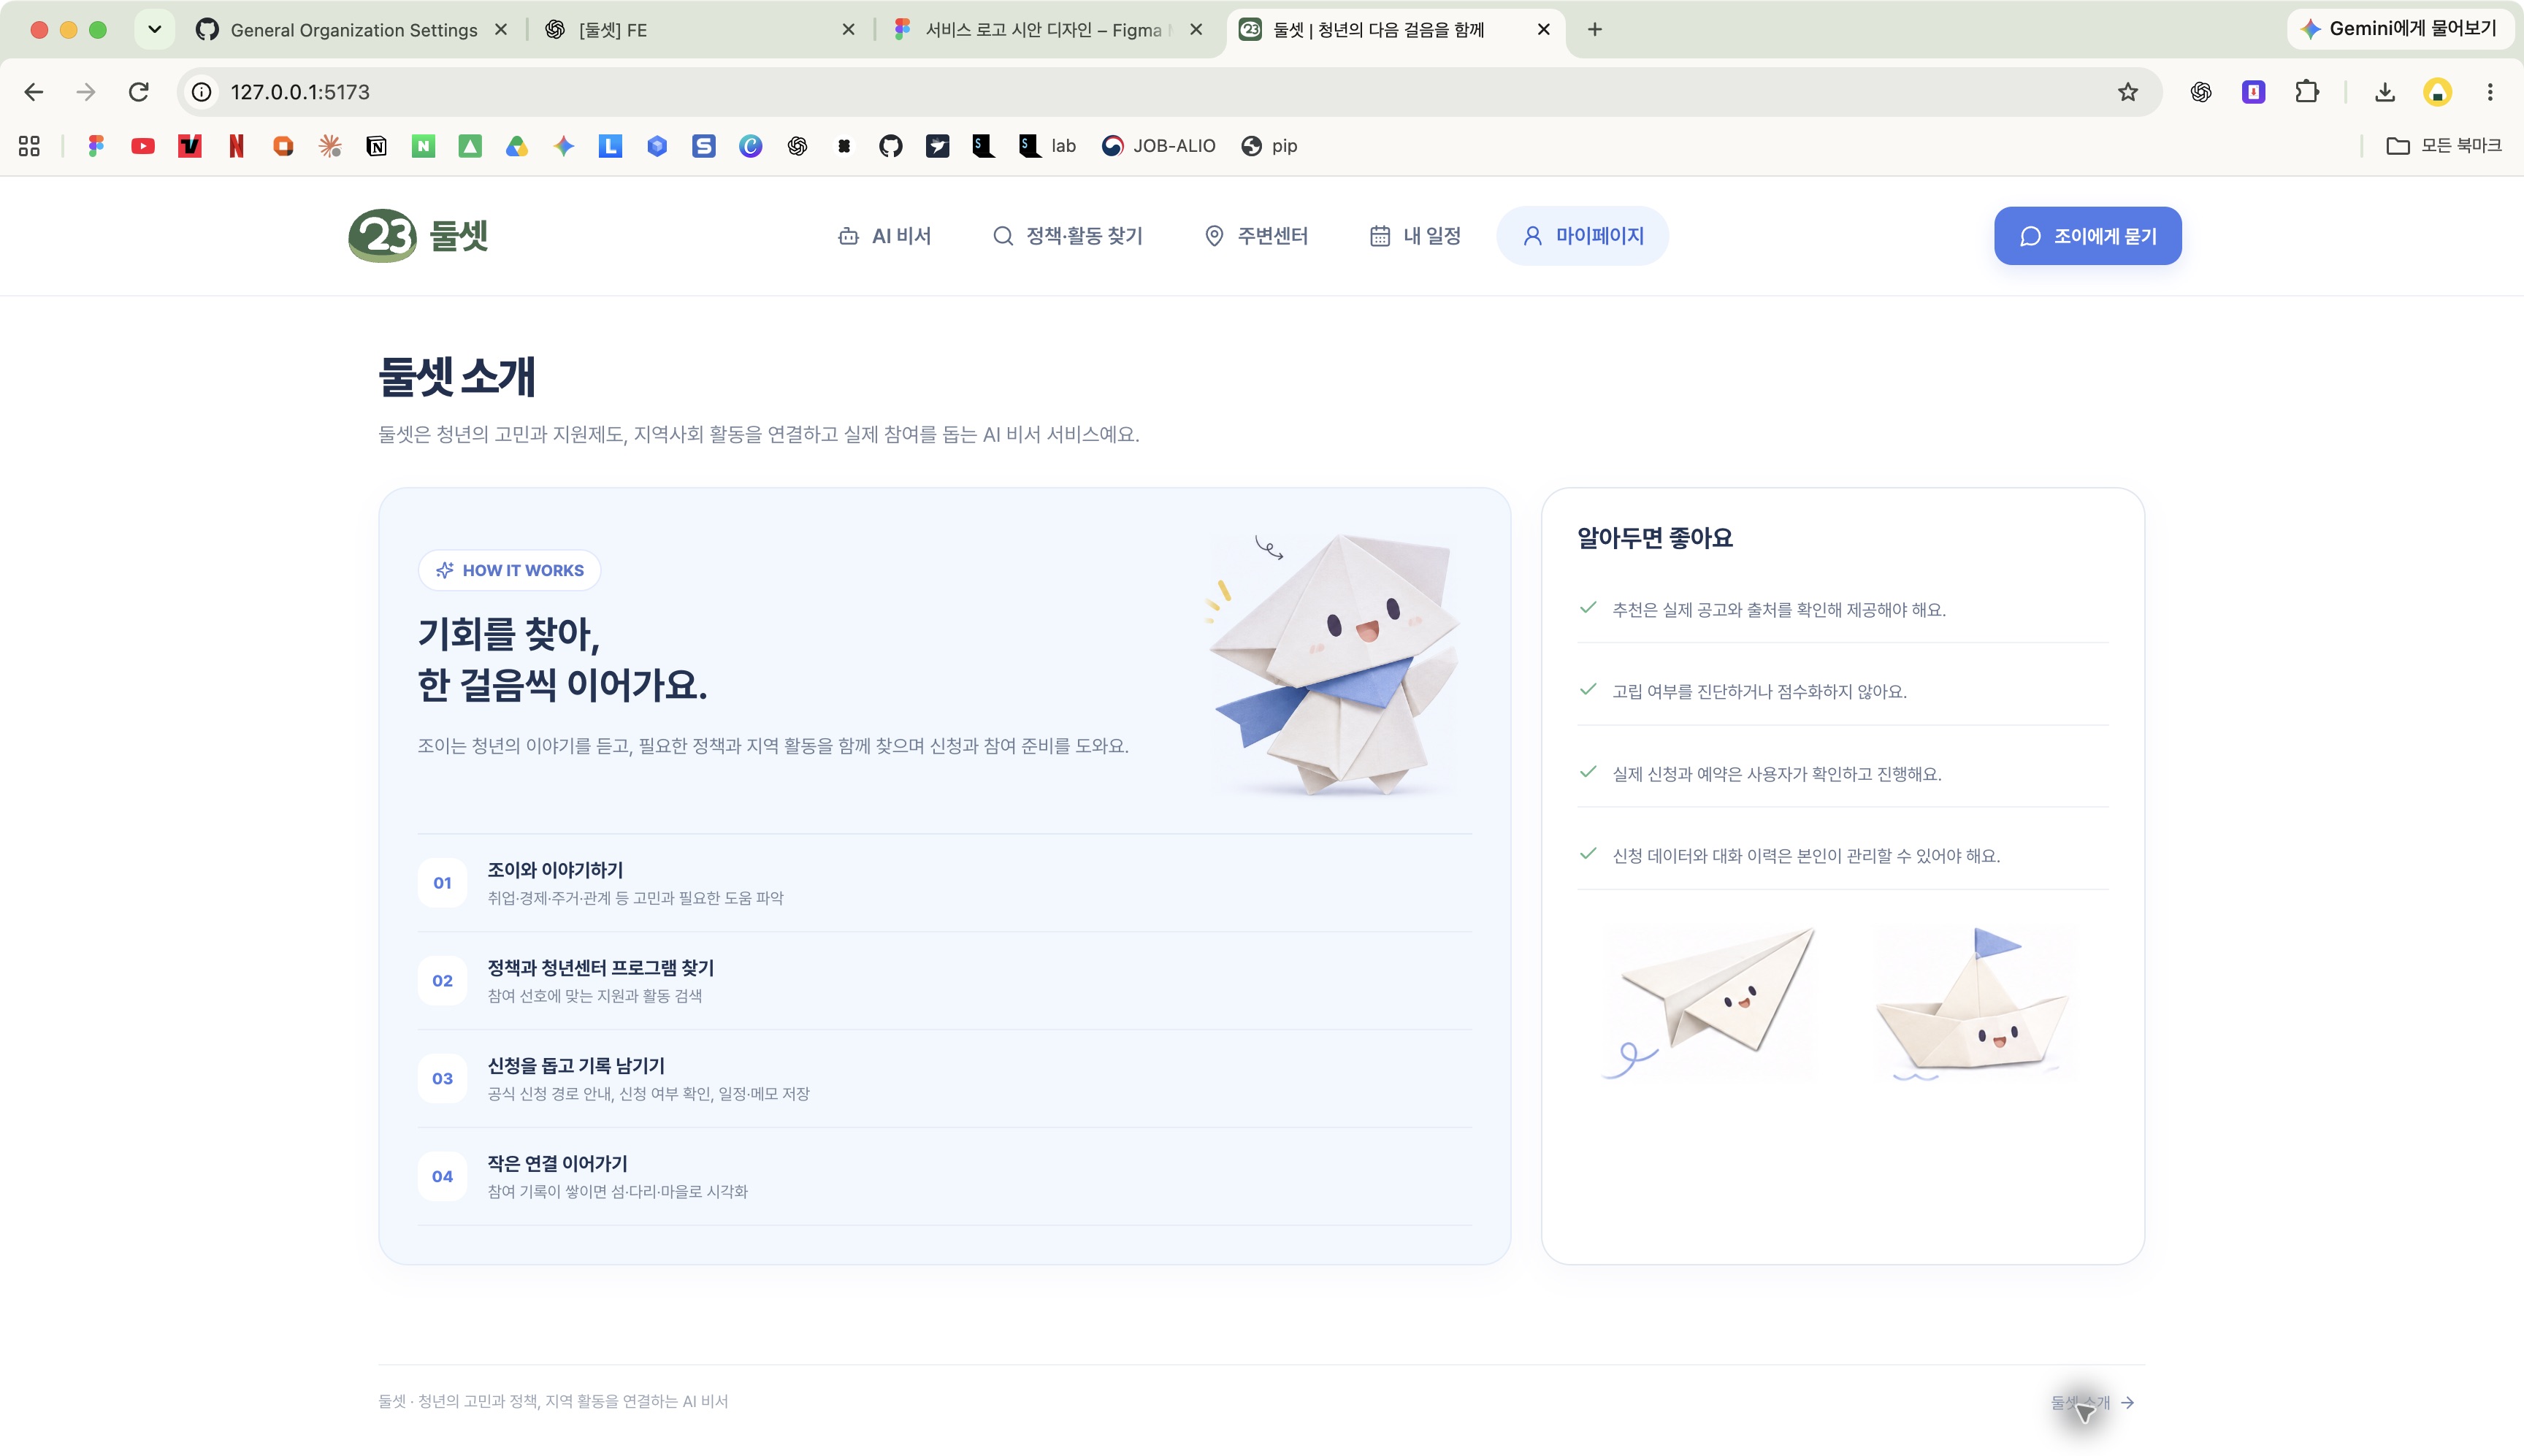 General Organization Settings
[둘셋] FE
서비스 로고 시안 디자인 – Figma
둘셋 | 청년의 다음 걸음을 함께
Gemini에게 물어보기
127.0.0.1:5173
lab
JOB-ALIO
pip
모든 북마크
23 둘셋
AI 비서
정책·활동 찾기
주변센터
내 일정
마이페이지
조이에게 묻기
둘셋 소개
둘셋은 청년의 고민과 지원제도, 지역사회 활동을 연결하고 실제 참여를 돕는 AI 비서 서비스예요.
HOW IT WORKS
기회를 찾아,
한 걸음씩 이어가요.
조이는 청년의 이야기를 듣고, 필요한 정책과 지역 활동을 함께 찾으며 신청과 참여 준비를 도와요.
01
조이와 이야기하기
취업·경제·주거·관계 등 고민과 필요한 도움 파악
02
정책과 청년센터 프로그램 찾기
참여 선호에 맞는 지원과 활동 검색
03
신청을 돕고 기록 남기기
공식 신청 경로 안내, 신청 여부 확인, 일정·메모 저장
04
작은 연결 이어가기
참여 기록이 쌓이면 섬·다리·마을로 시각화
알아두면 좋아요
추천은 실제 공고와 출처를 확인해 제공해야 해요.
고립 여부를 진단하거나 점수화하지 않아요.
실제 신청과 예약은 사용자가 확인하고 진행해요.
신청 데이터와 대화 이력은 본인이 관리할 수 있어야 해요.
둘셋 · 청년의 고민과 정책, 지역 활동을 연결하는 AI 비서
둘셋 소개